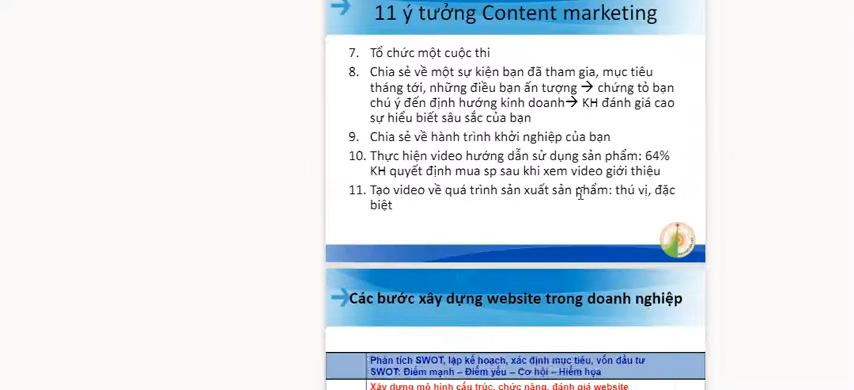 11 ý tưởng Content marketing
7. Tổ chức một cuộc thi
8. Chia sẻ về một sự kiện bạn đã tham gia, mục tiêu
tháng tới, những điều bạn ấn tượng → chứng tỏ bạn
chú ý đến định hướng kinh doanh→ KH đánh giá cao
sự hiểu biết sâu sắc của bạn
9. Chia sẻ về hành trình khởi nghiệp của bạn
10. Thực hiện video hướng dẫn sử dụng sản phẩm: 64%
KH quyết định mua sp sau khi xem video giới thiệu
11. Tạo video về quá trình sản xuất sản phẩm: thú vị, đặc
biệt
Các bước xây dựng website trong doanh nghiệp
Phân tích SWOT, lập kế hoạch, xác định mục tiêu, vốn đầu tư
SWOT: Điểm mạnh – Điểm yếu – Cơ hội – Hiểm họa
Xây dựng mô hình cấu trúc, chức năng, đánh giá website